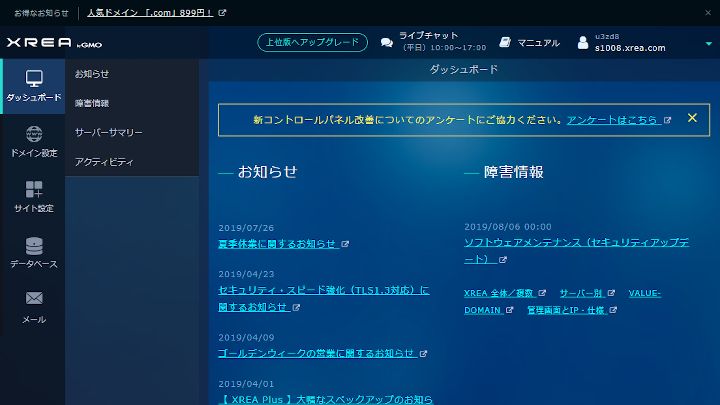 お得なお知らせ
人気ドメイン 「.com」899円！
XREA by GMO
上位版へアップグレード
ライブチャット
(平日) 10:00～17:00
マニュアル
u3zd8
s1008.xrea.com
ダッシュボード
お知らせ
障害情報
サーバーサマリー
アクティビティ
ドメイン設定
サイト設定
データベース
メール
ダッシュボード
新コントロールパネル改善についてのアンケートにご協力ください。アンケートはこちら
お知らせ
2019/07/26
夏季休業に関するお知らせ
2019/04/23
セキュリティ・スピード強化（TLS1.3対応）に
関するお知らせ
2019/04/09
ゴールデンウィークの営業に関するお知らせ
2019/04/01
【 XREA Plus 】大幅なスペックアップのお知ら
障害情報
2019/08/06 00:00
ソフトウェアメンテナンス（セキュリティアップデ
ート）
XREA 全体／複数 サーバー別 VALUE-
DOMAIN 管理画面とIP・仕様